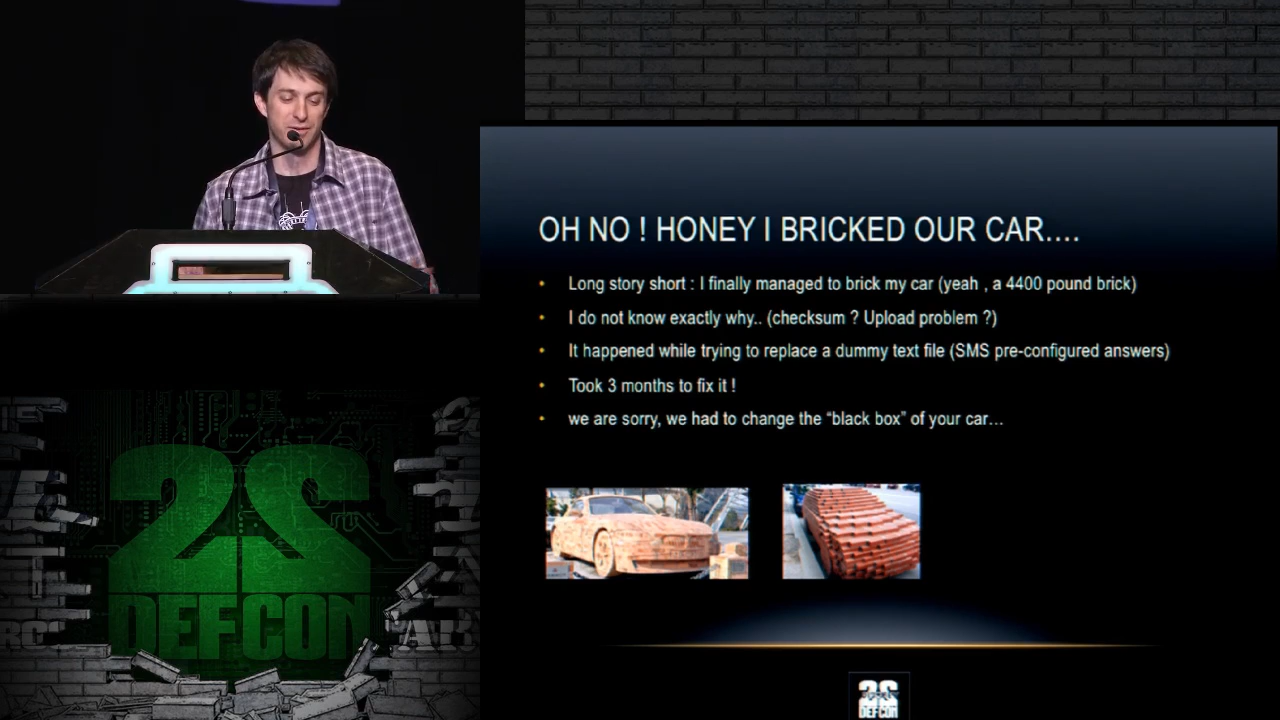 OH NO ! HONEY I BRICKED OUR CAR....
• Long story short : I finally managed to brick my car (yeah , a 4400 pound brick)
• I do not know exactly why.. (checksum ? Upload problem ?)
• It happened while trying to replace a dummy text file (SMS pre-configured answers)
• Took 3 months to fix it !
• we are sorry, we had to change the “black box” of your car…
DEFCON
DEFCON